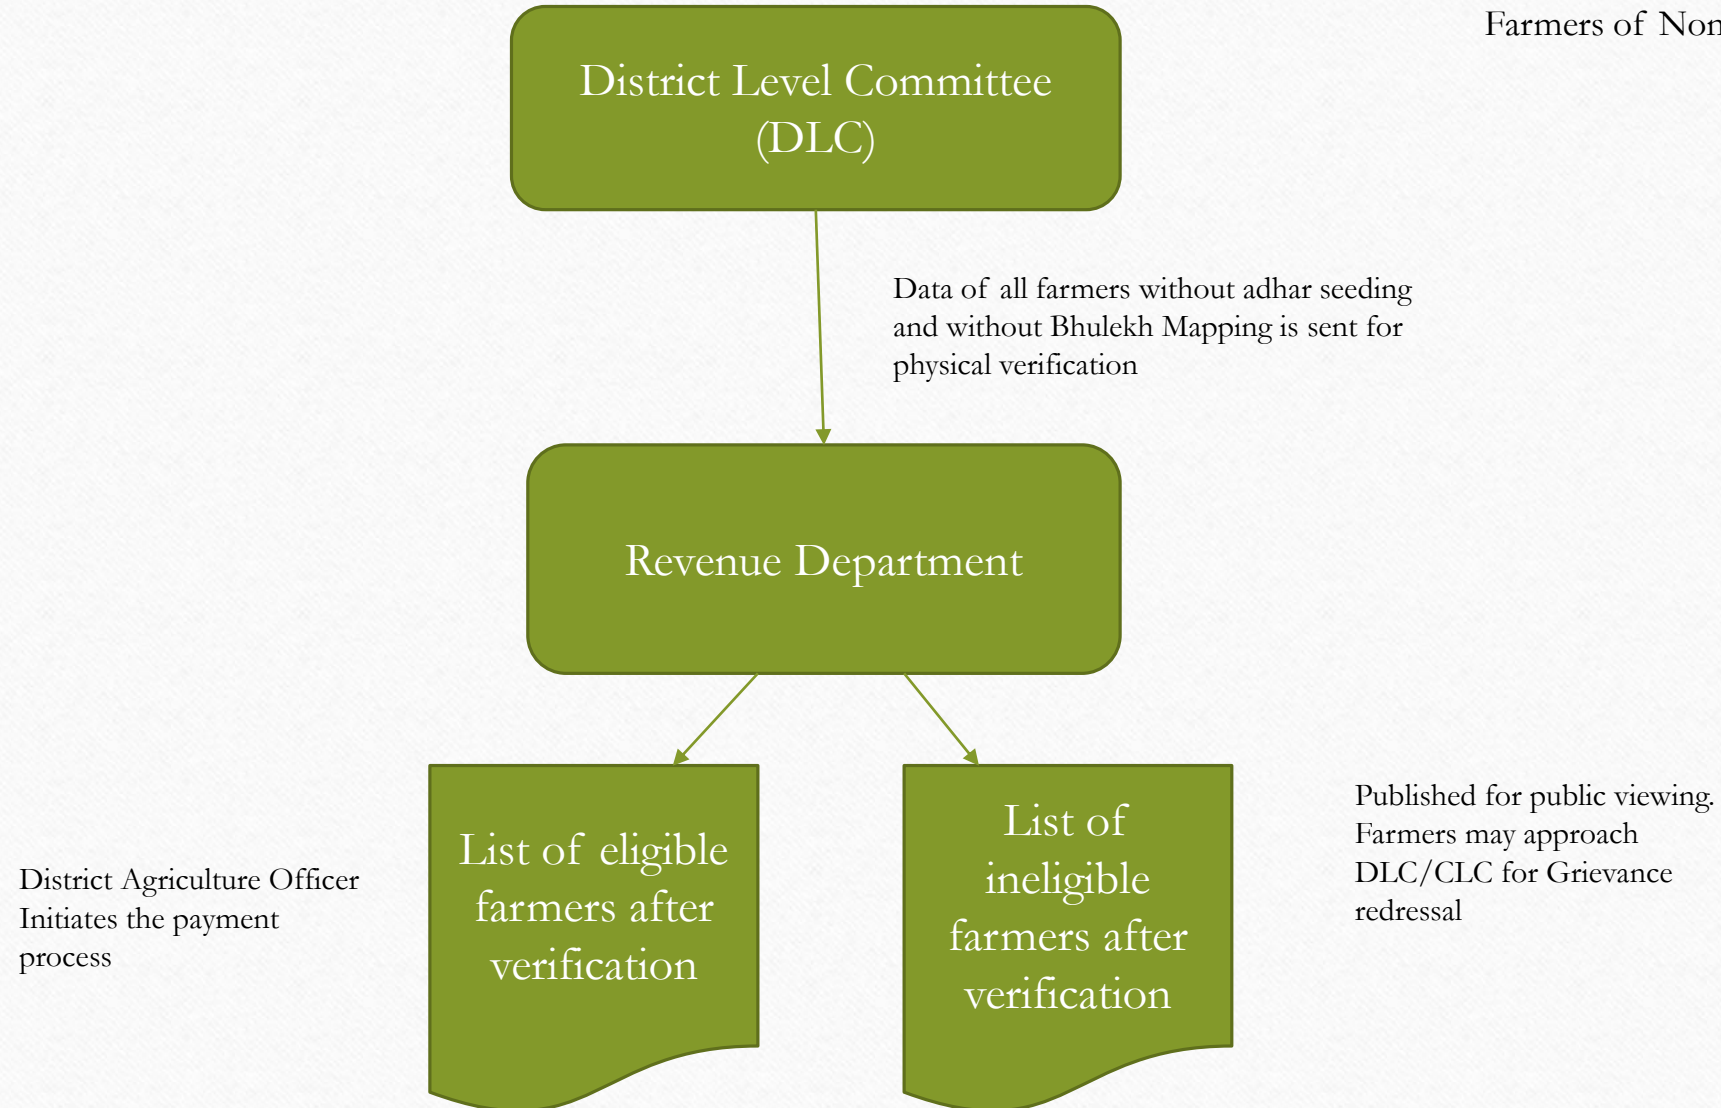 Farmers of Non
District Level Committee
(DLC)
Data of all farmers without adhar seeding
and without Bhulekh Mapping is sent for
physical verification
Revenue Department
District Agriculture Officer
Initiates the payment
process
List of eligible
farmers after
verification
List of
ineligible
farmers after
verification
Published for public viewing.
Farmers may approach
DLC/CLC for Grievance
redressal